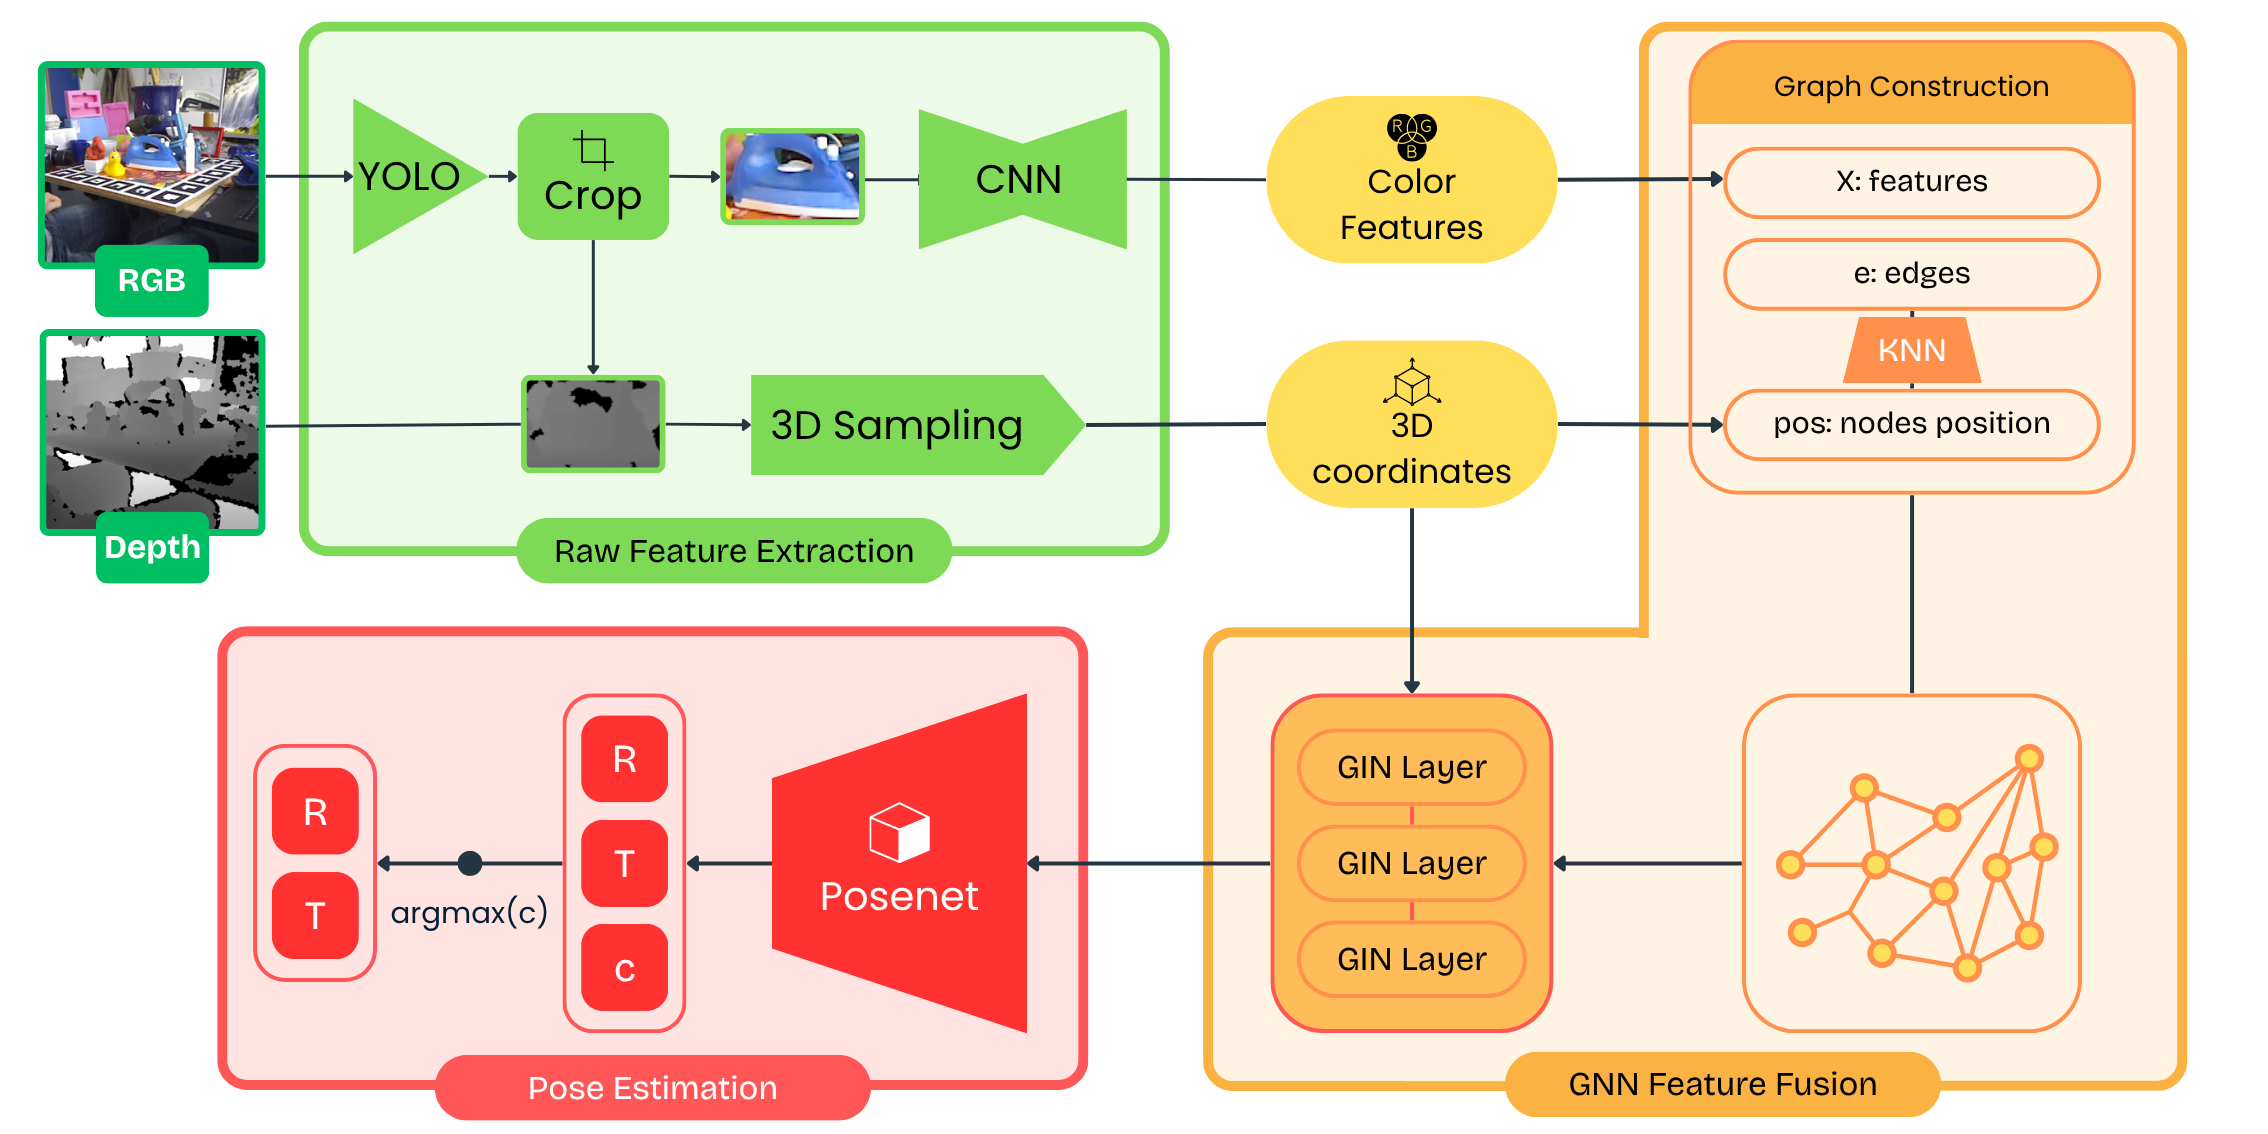 RGB
Depth
YOLO
Crop
CNN
3D Sampling
Raw Feature Extraction
R G
B
Color
Features
3D
coordinates
Graph Construction
X: features
e: edges
KNN
pos: nodes position
GIN Layer
GIN Layer
GIN Layer
GNN Feature Fusion
Posenet
R
T
c
argmax(c)
R
T
Pose Estimation